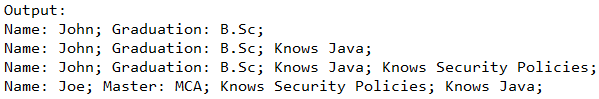 Output:
Name: John; Graduation: B.Sc;
Name: John; Graduation: B.Sc; Knows Java;
Name: John; Graduation: B.Sc; Knows Java; Knows Security Policies;
Name: Joe; Master: MCA; Knows Security Policies; Knows Java;